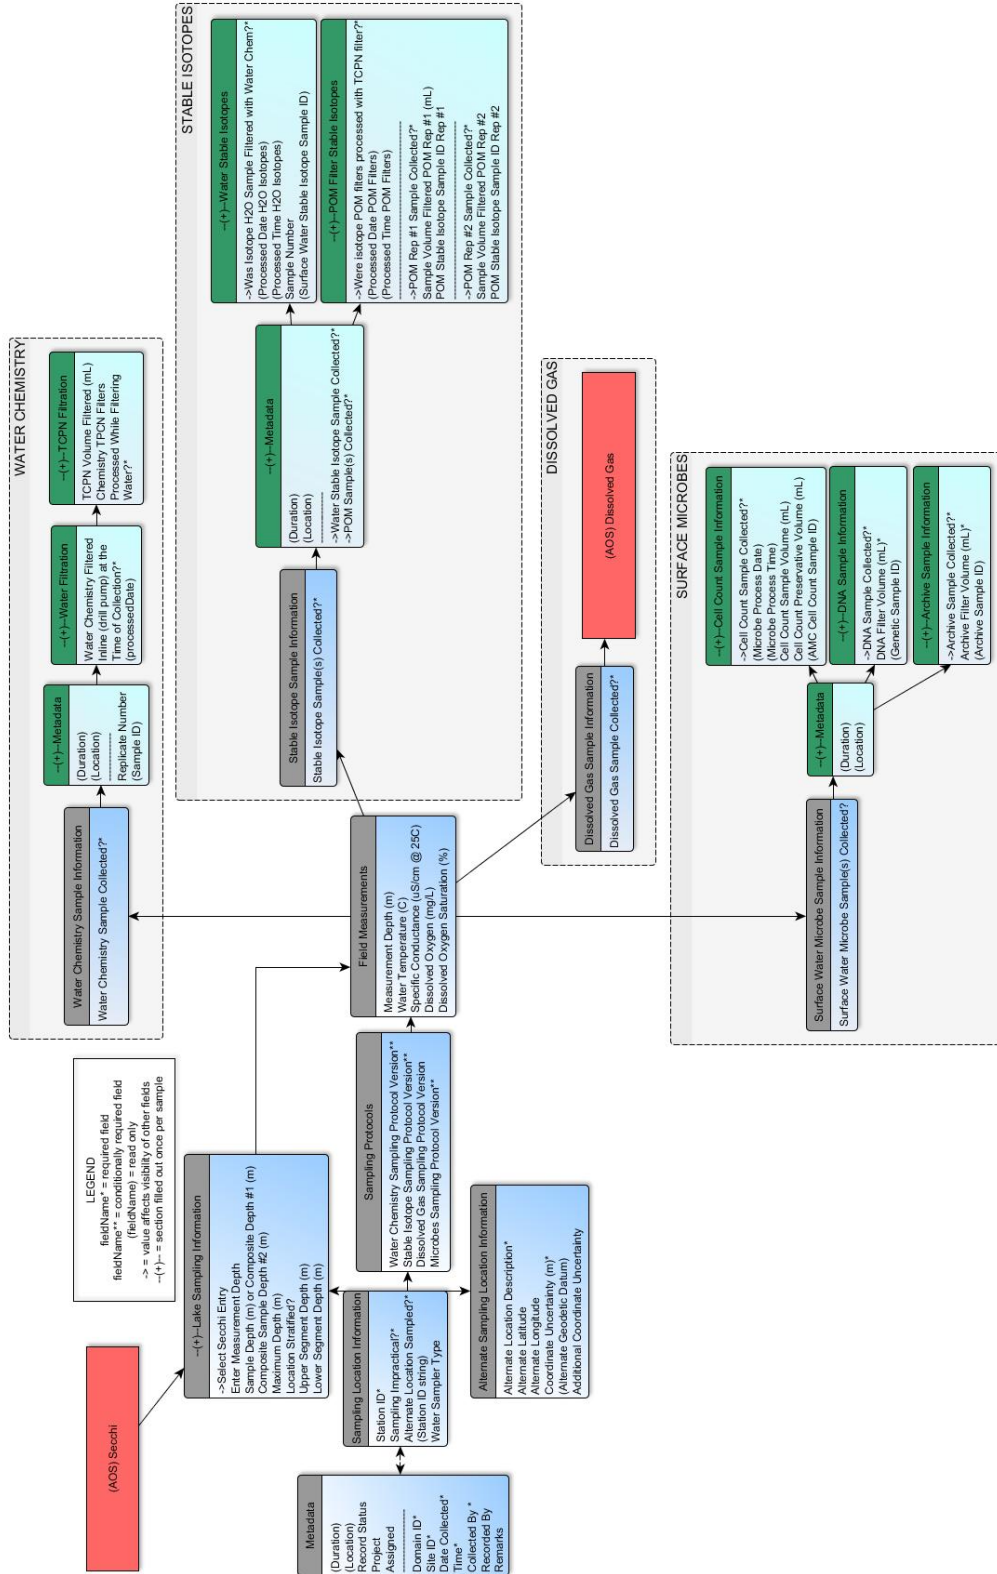 (AOS) Secchi
LEGEND
fieldName* = required field
fieldName** = conditionally required field
(fieldName) = read only
-> = value affects visibility of other fields
--(+)-- = section filled out once per sample
Metadata
(Duration)
(Location)
Record Status
Project
Assigned
---------------
Domain ID*
Site ID*
Date Collected*
Time*
Collected By *
Recorded By
Remarks
--(+)--Lake Sampling Information
->Select Secchi Entry
Enter Measurement Depth
Sample Depth (m) or Composite Depth #1 (m)
Composite Sample Depth #2 (m)
Maximum Depth (m)
Location Stratified?
Upper Segment Depth (m)
Lower Segment Depth (m)
Sampling Location Information
Station ID*
Sampling Impractical?*
Alternate Location Sampled?*
(Station ID string)
Water Sampler Type
Alternate Sampling Location Information
Alternate Location Description*
Alternate Latitude
Alternate Longitude
Coordinate Uncertainty (m)*
(Alternate Geodetic Datum)
Additional Coordinate Uncertainty
Sampling Protocols
Water Chemistry Sampling Protocol Version**
Stable Isotope Sampling Protocol Version**
Dissolved Gas Sampling Protocol Version
Microbes Sampling Protocol Version**
Field Measurements
Measurement Depth (m)
Water Temperature (C)
Specific Conductance (uS/cm @ 25C)
Dissolved Oxygen (mg/L)
Dissolved Oxygen Saturation (%)
WATER CHEMISTRY
Water Chemistry Sample Information
Water Chemistry Sample Collected?*
--(+)--Metadata
(Duration)
(Location)
---------------
Replicate Number
(Sample ID)
--(+)--Water Filtration
Water Chemistry Filtered
Inline (drill pump) at the
Time of Collection?*
(processedDate)
--(+)--TCPN Filtration
TCPN Volume Filtered (mL)
Chemistry TPCN Filters
Processed While Filtering
Water?*
STABLE ISOTOPES
Stable Isotope Sample Information
Stable Isotope Sample(s) Collected?*
--(+)--Metadata
(Duration)
(Location)
---------------
->Water Stable Isotope Sample Collected?*
->POM Sample(s) Collected?*
--(+)--Water Stable Isotopes
->Was Isotope H2O Sample Filtered with Water Chem?*
(Processed Date H2O Isotopes)
(Processed Time H2O Isotopes)
Sample Number
(Surface Water Stable Isotope Sample ID)
--(+)--POM Filter Stable Isotopes
->Were isotope POM filters processed with TCPN filter?*
(Processed Date POM Filters)
(Processed Time POM Filters)
---------------
->POM Rep #1 Sample Collected?*
Sample Volume Filtered POM Rep #1 (mL)
POM Stable Isotope Sample ID Rep #1
---------------
->POM Rep #2 Sample Collected?*
Sample Volume Filtered POM Rep #2
POM Stable Isotope Sample ID Rep #2
DISSOLVED GAS
Dissolved Gas Sample Information
Dissolved Gas Sample Collected?*
(AOS) Dissolved Gas
SURFACE MICROBES
Surface Water Microbe Sample Information
Surface Water Microbe Sample(s) Collected?
--(+)--Metadata
(Duration)
(Location)
--(+)--Cell Count Sample Information
->Cell Count Sample Collected?*
(Microbe Process Date)
(Microbe Process Time)
Cell Count Sample Volume (mL)
Cell Count Preservative Volume (mL)
(AMC Cell Count Sample ID)
--(+)--DNA Sample Information
->DNA Sample Collected?*
DNA Filter Volume (mL)*
(Genetic Sample ID)
--(+)--Archive Sample Information
->Archive Sample Collected?*
Archive Filter Volume (mL)*
(Archive Sample ID)